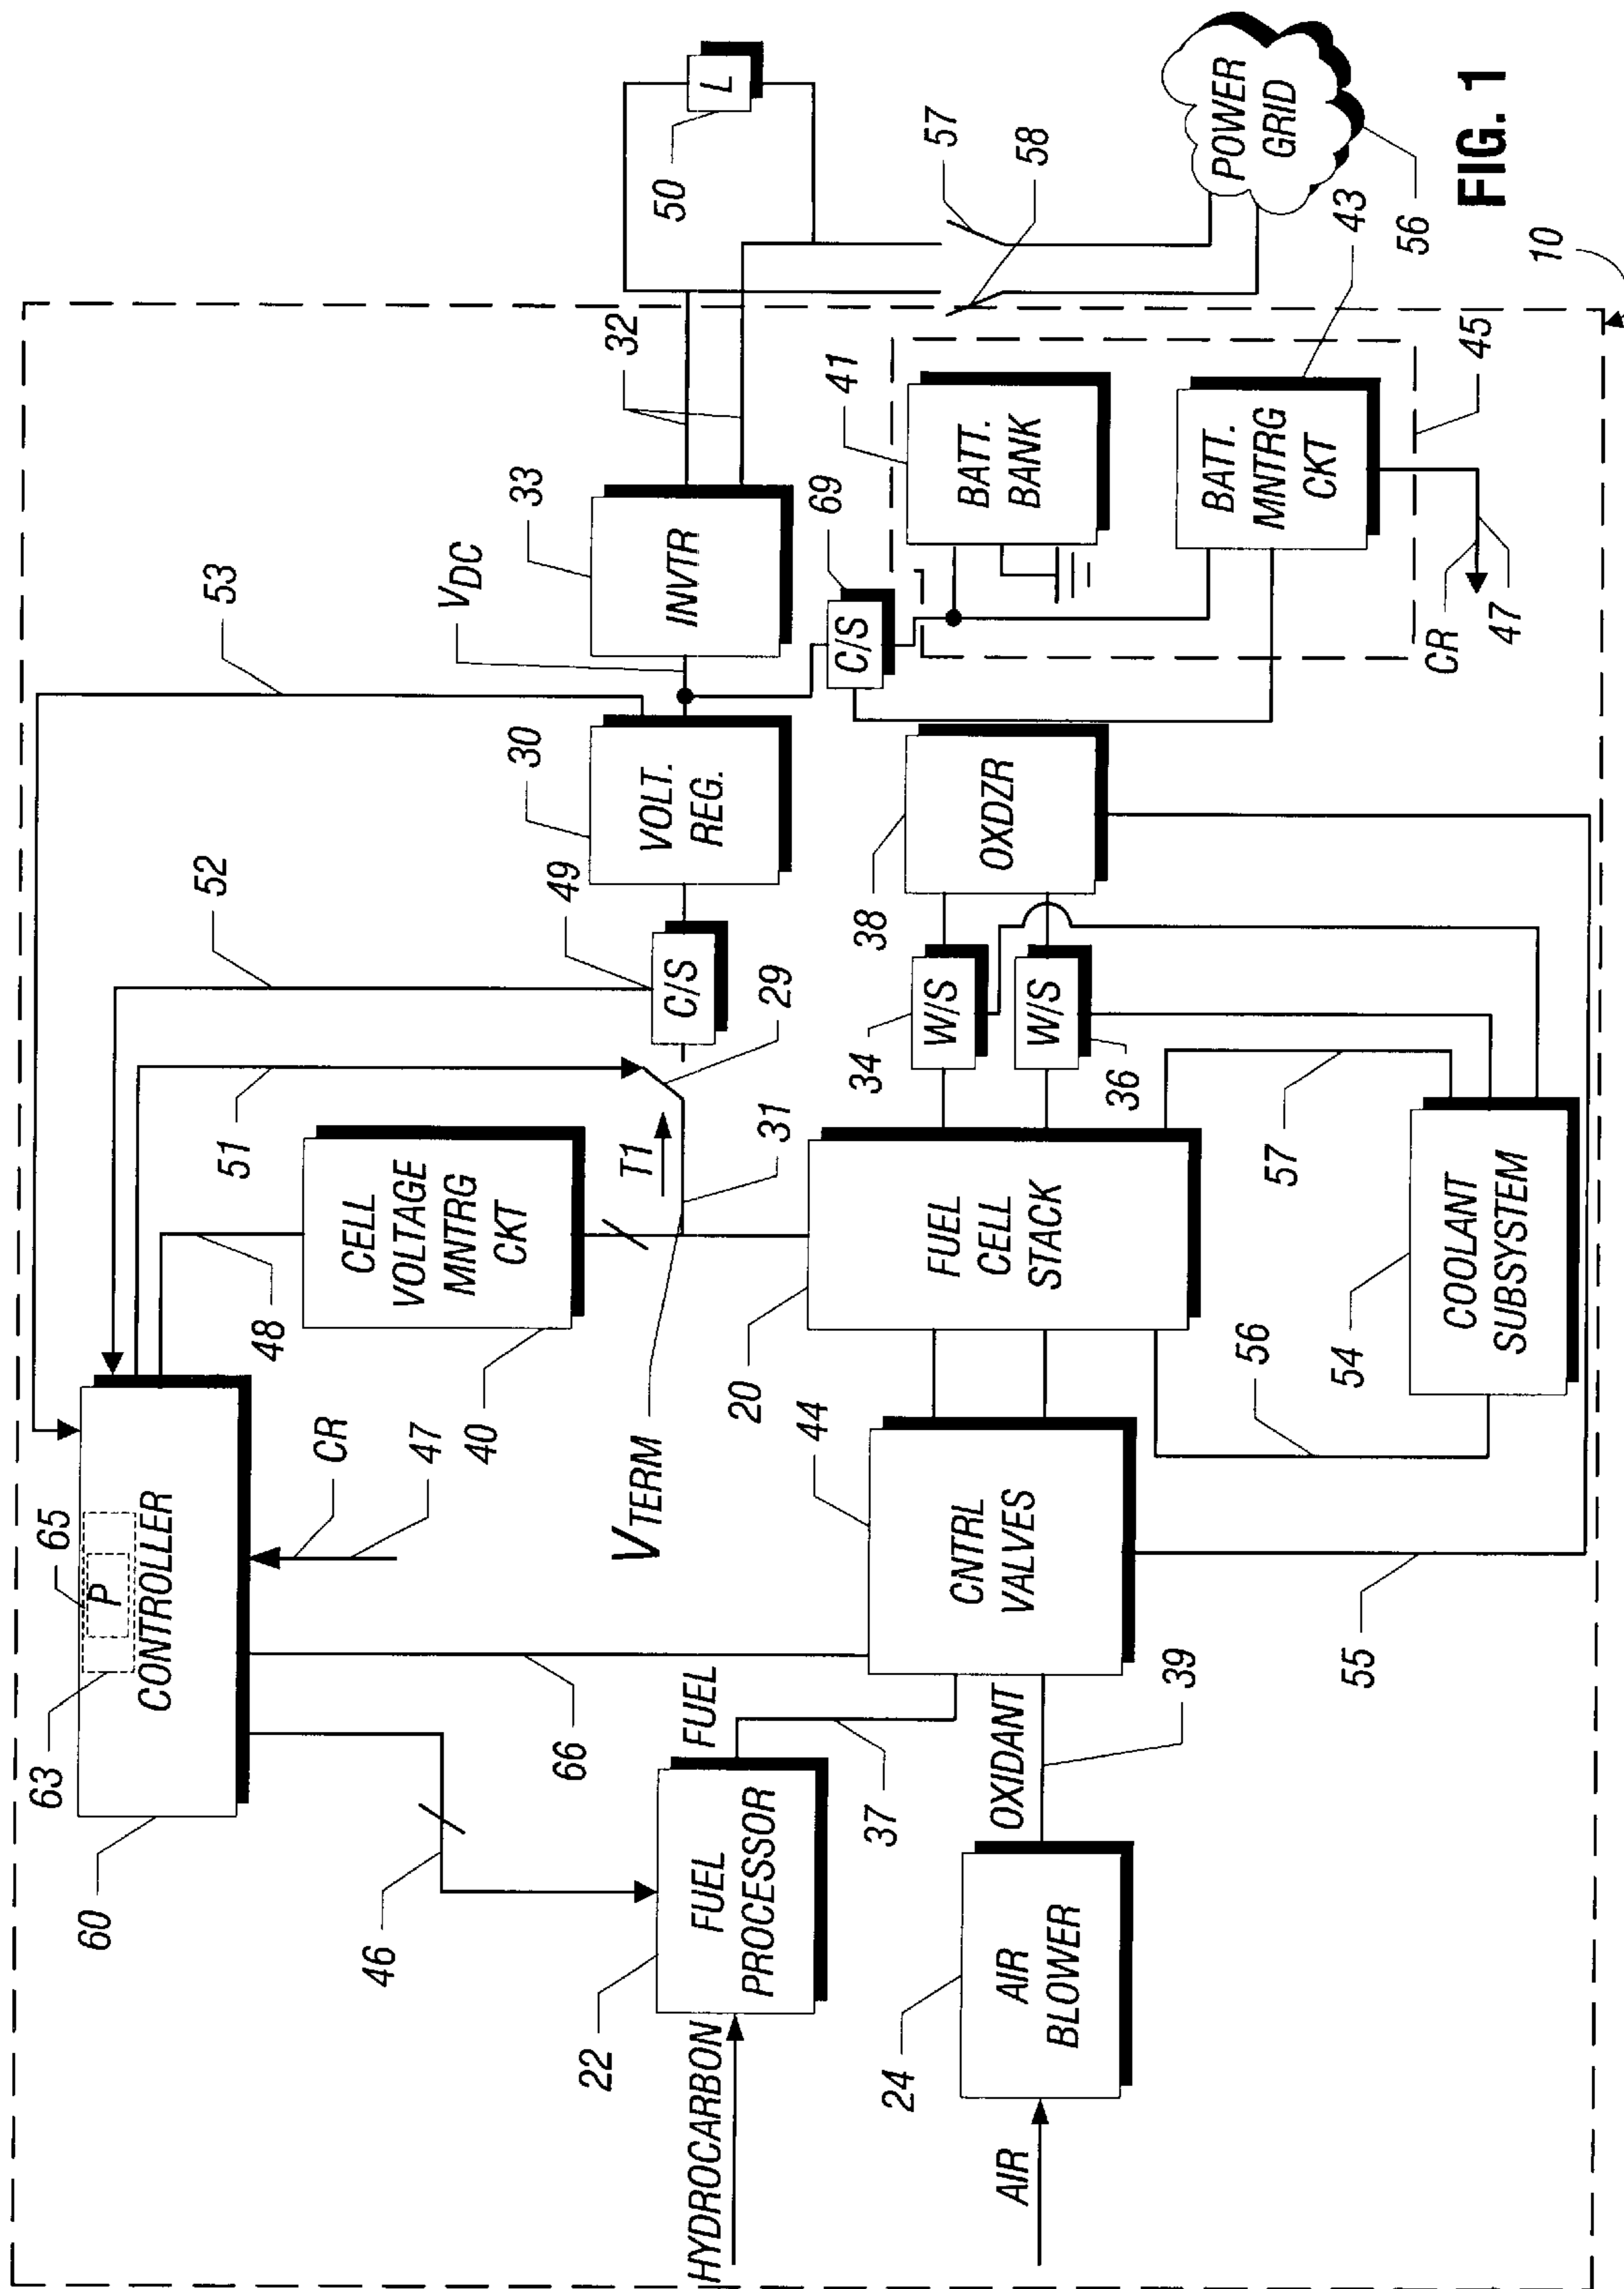 10
53
52
32
V DC
33
INVTR
50
L
65
P
63
CONTROLLER
60
51
48
CELL
VOLTAGE
MNTRG
CKT
40
CR
47
49
30
VOLT.
REG.
C/S
29
T1
31
V TERM
69
C/S
41
BATT.
BANK
BATT.
MNTRG
CKT
43
45
CR
47
57
58
POWER
GRID
56
46
66
HYDROCARBON
22
FUEL
PROCESSOR
FUEL
37
44
CNTRL
VALVES
20
FUEL
CELL
STACK
34
W/S
W/S
36
38
OXDZR
AIR
24
AIR
BLOWER
OXIDANT
39
55
56
54
COOLANT
SUBSYSTEM
57
FIG. 1